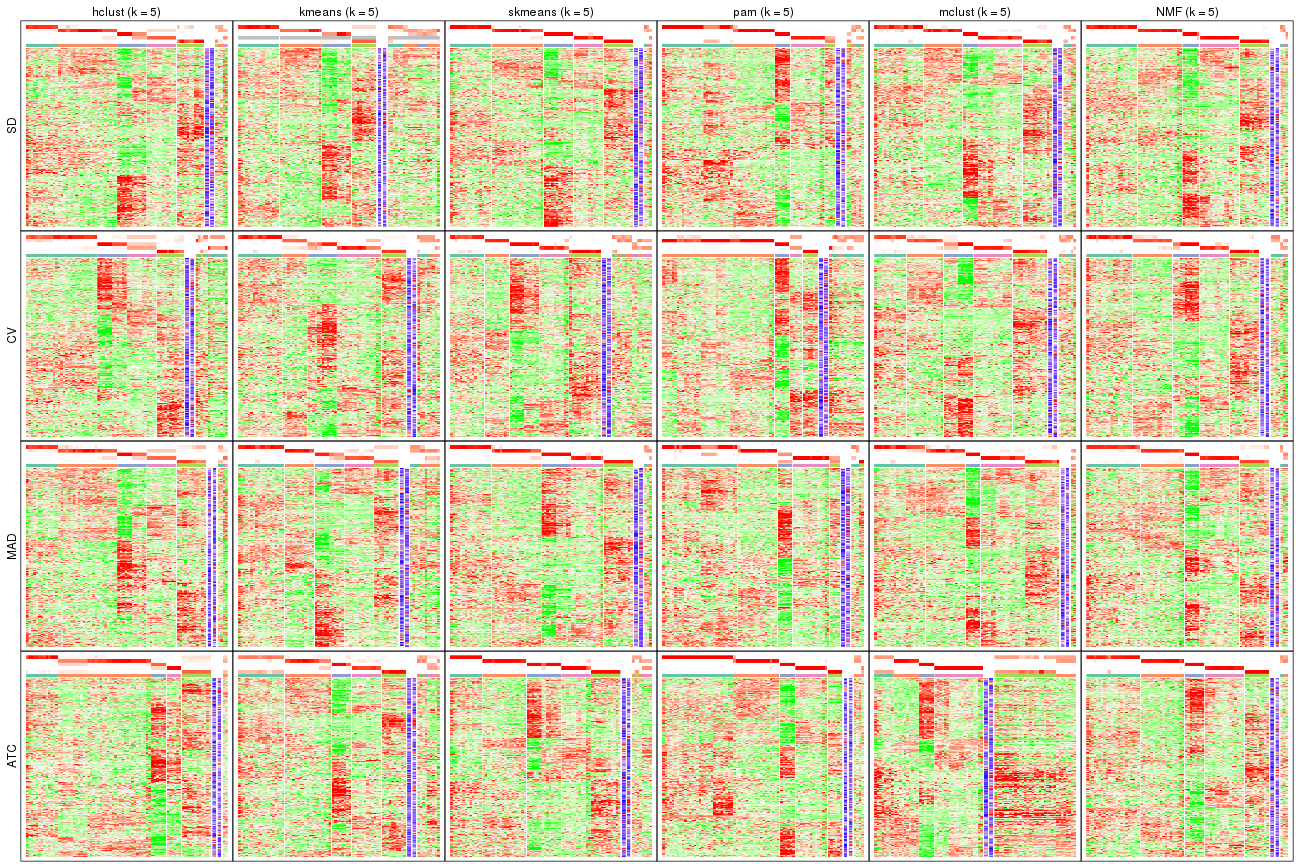 hclust (k = 5)
kmeans (k = 5)
skmeans (k = 5)
pam (k = 5)
mclust (k = 5)
NMF (k = 5)
SD
CV
MAD
ATC